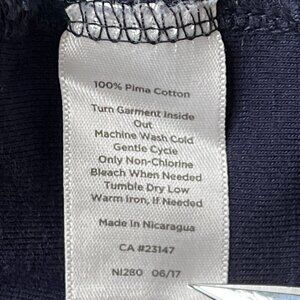 100% Pima Cotton
Turn Garment Inside
Out
Machine Wash Cold
Gentle Cycle
Only Non-Chlorine
Bleach When Needed
Tumble Dry Low
Warm Iron, If Needed
Made in Nicaragua
CA #23147
NI280 06/17